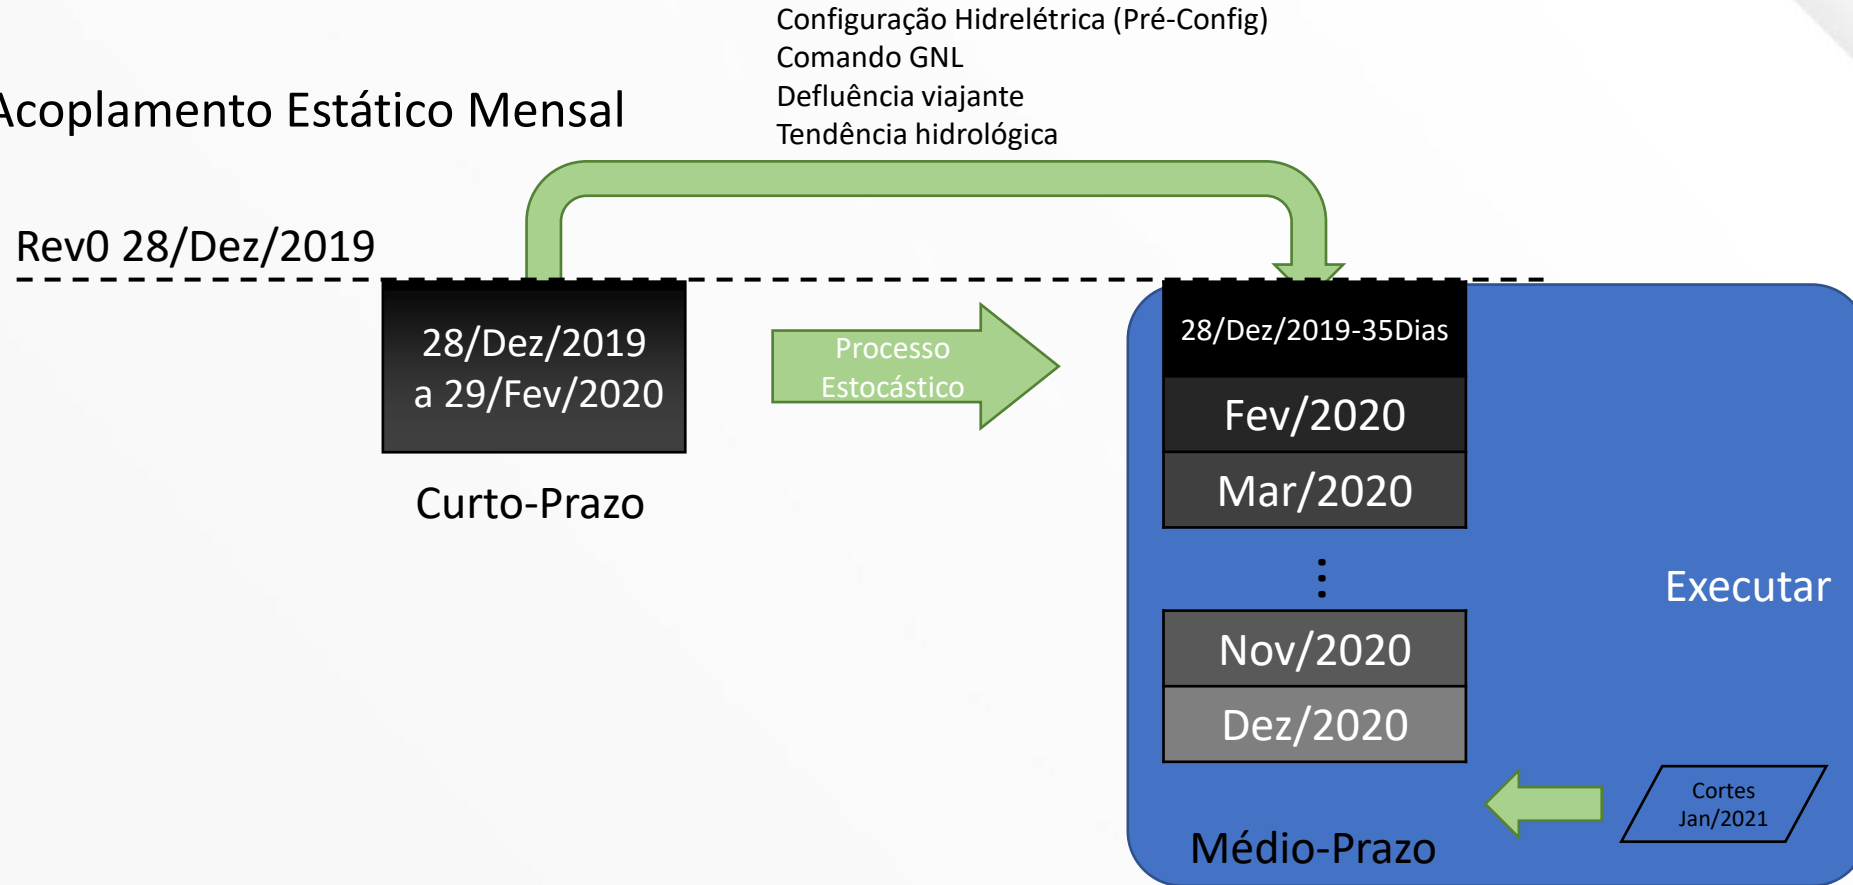 Configuração Hidrelétrica (Pré-Config)
Comando GNL
Defluência viajante
Tendência hidrológica
Acoplamento Estático Mensal
Rev0 28/Dez/2019
28/Dez/2019
a 29/Fev/2020
Curto-Prazo
Processo
Estocástico
28/Dez/2019-35Dias
Fev/2020
Mar/2020
⋮
Nov/2020
Dez/2020
Médio-Prazo
Executar
Cortes
Jan/2021